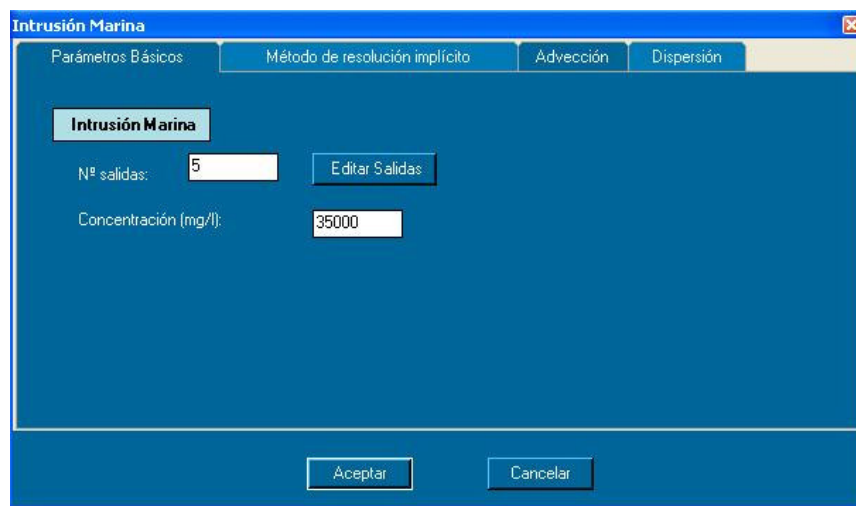 Intrusión Marina
Parámetros Básicos Método de resolución implícito Advección Dispersión
Intrusión Marina
Nº salidas: 5 Editar Salidas
Concentración (mg/l): 35000
Aceptar Cancelar